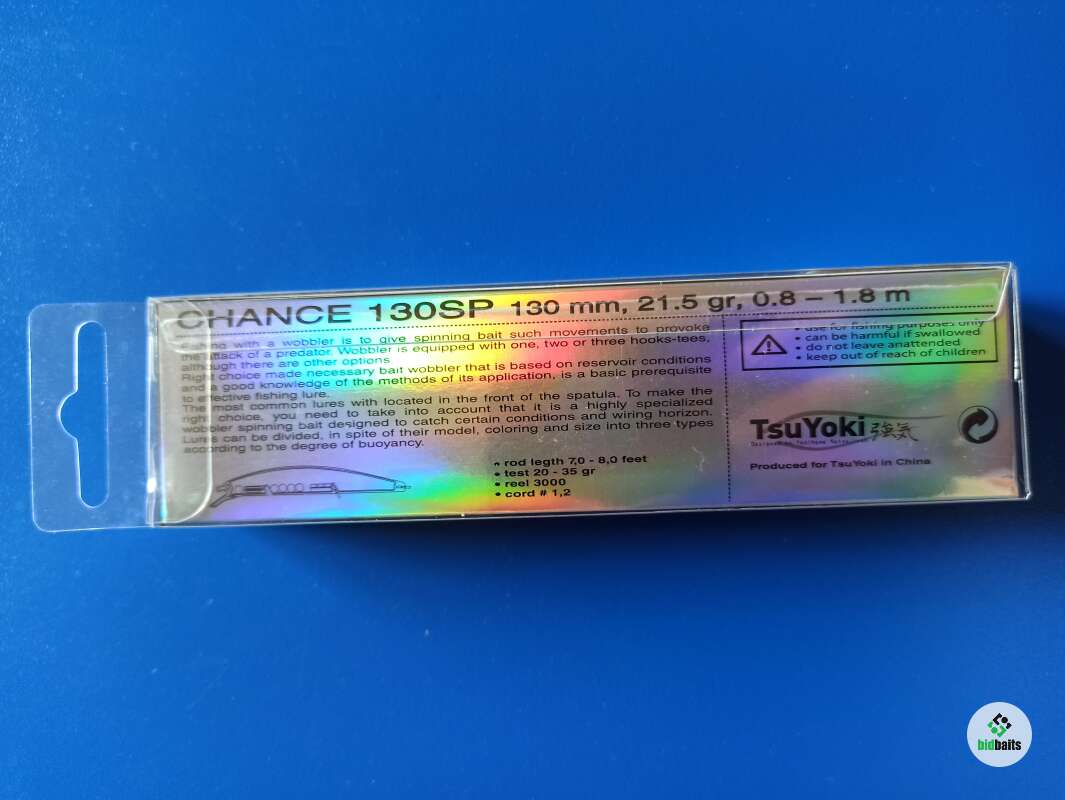 CHANCE 130SP 130 mm, 21.5 gr, 0.8 – 1.8 m
with a wobbler is to give spinning bait such movements to provoke
the attack of a predator. Wobbler is equipped with one, two or three hooks-tees,
although there are other options.
Right choice made necessary bait wobbler that is based on reservoir conditions
and a good knowledge of the methods of its application, is a basic prerequisite
to effective fishing lure.
The most common lures with located in the front of the spatula. To make the
right choice, you need to take into account that it is a highly specialized
wobbler spinning bait designed to catch certain conditions and wiring horizon.
Lures can be divided, in spite of their model, coloring and size into three types
according to the degree of buoyancy.
• rod legth 7,0 - 8,0 feet
• test 20 - 35 gr
• reel 3000
• cord # 1,2
• use for fishing purposes only
• can be harmful if swallowed
• do not leave anattended
• keep out of reach of children
TsuYoki 強気
Produced for TsuYoki in China
bidbaits